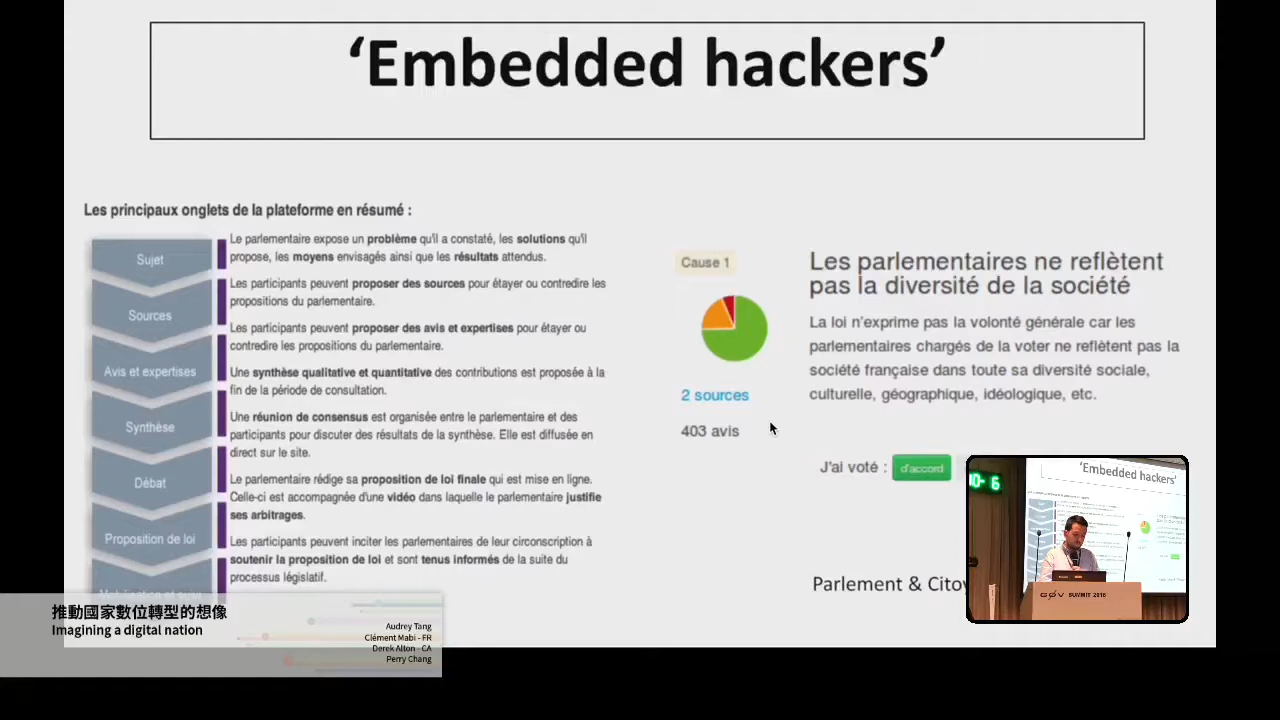 ‘Embedded hackers’
Les principaux onglets de la plateforme en résumé :
Sujet
Le parlementaire expose un problème qu'il a constaté, les solutions qu'il
propose, les moyens envisagés ainsi que les résultats attendus.
Sources
Les participants peuvent proposer des sources pour étayer ou contredire les
propositions du parlementaire.
Avis et expertises
Les participants peuvent proposer des avis et expertises pour étayer ou
contredire les propositions du parlementaire.
Synthèse
Une synthèse qualitative et quantitative des contributions est proposée à la
fin de la période de consultation.
Débat
Une réunion de consensus est organisée entre le parlementaire et des
participants pour discuter des résultats de la synthèse. Elle est diffusée en
direct sur le site.
Proposition de loi
Le parlementaire rédige sa proposition de loi finale qui est mise en ligne.
Celle-ci est accompagnée d'une vidéo dans laquelle le parlementaire justifie
ses arbitrages.
Les participants peuvent inciter les parlementaires de leur circonscription à
soutenir la proposition de loi et sont tenus informés de la suite du
processus législatif.
Cause 1
2 sources
403 avis
Les parlementaires ne reflètent
pas la diversité de la société
La loi n’exprime pas la volonté générale car les
parlementaires chargés de la voter ne reflètent pas la
société française dans toute sa diversité sociale,
culturelle, géographique, idéologique, etc.
J'ai voté : d'accord
Parlement & Citoy
‘Embedded hackers’
SUMMIT 2016
推動國家數位轉型的想像
Imagining a digital nation
Audrey Tang
Clément Mabi - FR
Derek Alton - CA
Perry Chang